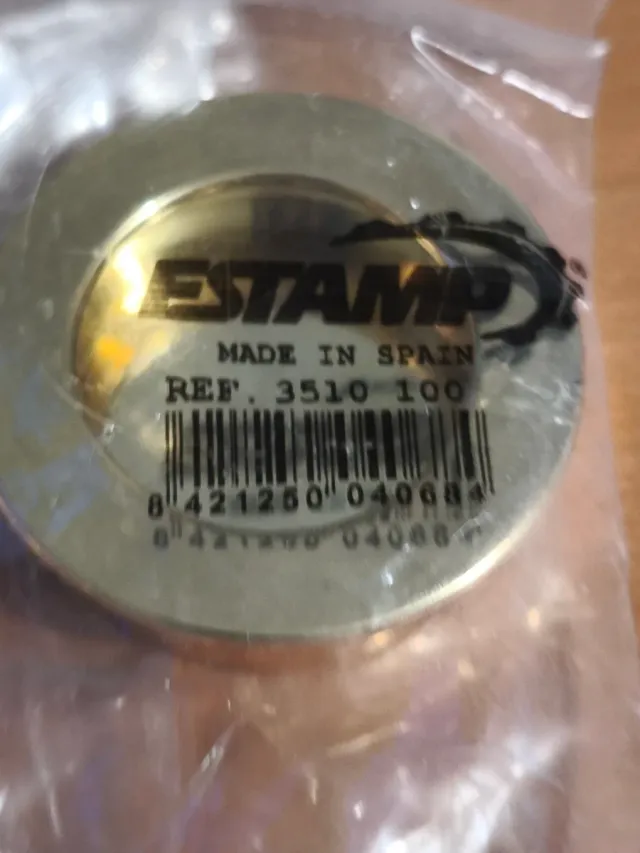 ESTAMP
MADE IN SPAIN
REF. 3510 100
8 421250 040684